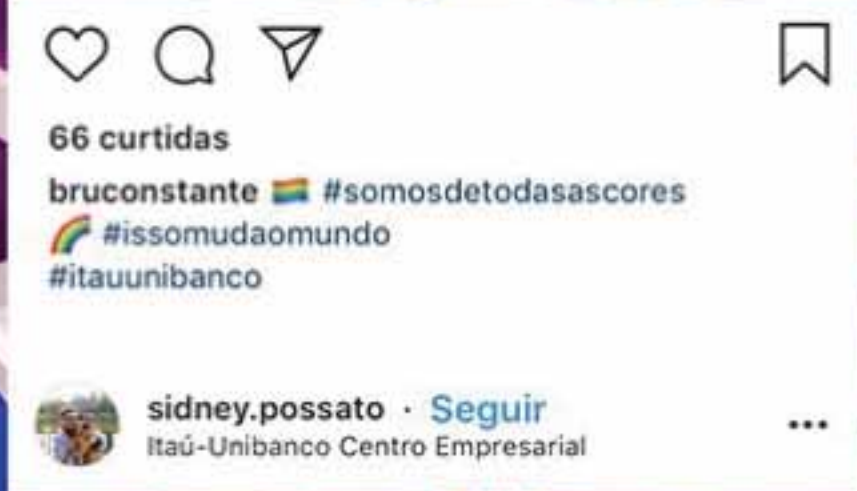 66 curtidas
bruconstante 🏳️‍🌈 #somosdetodasascores
🌈 #issomudaomundo
#itauunibanco
sidney.possato · Seguir
Itaú-Unibanco Centro Empresarial